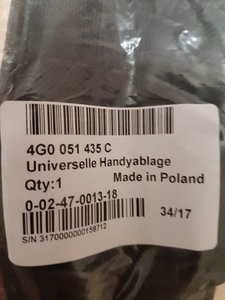 4G0 051 435 C
Universelle Handyablage
Qty:1 Made in Poland
0-02-47-0013-18
34/17
S/N 3170000000158712